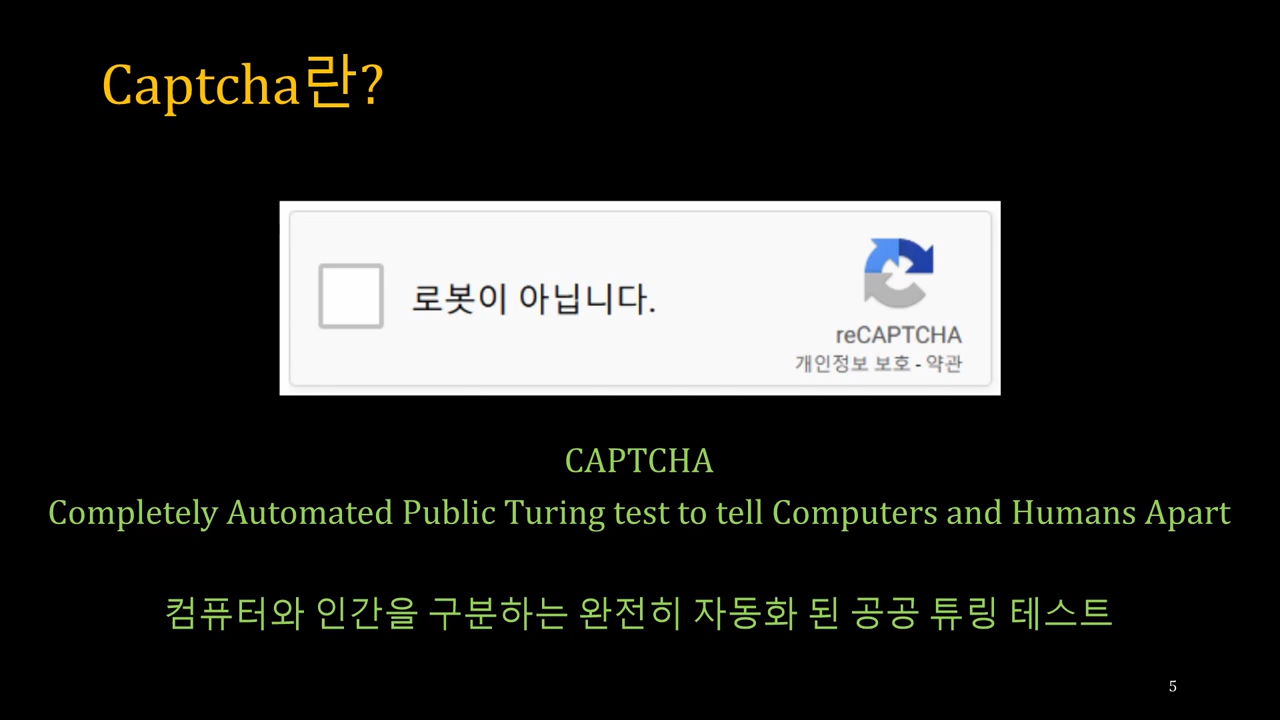 Captcha란?
로봇이 아닙니다.
reCAPTCHA
개인정보 보호 - 약관
CAPTCHA
Completely Automated Public Turing test to tell Computers and Humans Apart
컴퓨터와 인간을 구분하는 완전히 자동화 된 공공 튜링 테스트
5